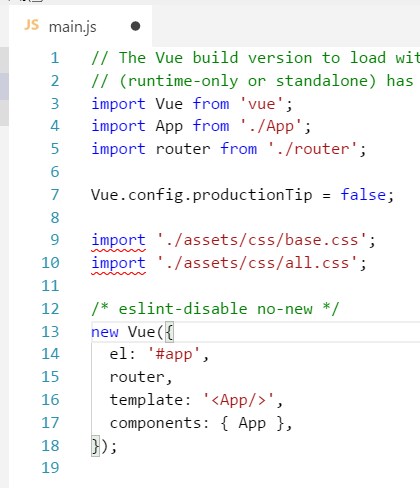 JS main.js ●
1 // The Vue build version to load wit
2 // (runtime-only or standalone) has
3 import Vue from 'vue';
4 import App from './App';
5 import router from './router';
6
7 Vue.config.productionTip = false;
8
9 import './assets/css/base.css';
10 import './assets/css/all.css';
11
12 /* eslint-disable no-new */
13 new Vue({
14   el: '#app',
15   router,
16   template: '<App/>',
17   components: { App },
18 });
19